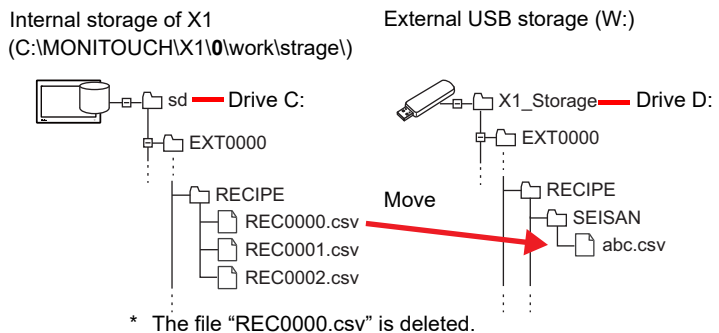 Internal storage of X1
(C:\MONITOUCH\X1\0\work\strage\)
External USB storage (W:)
sd
Drive C:
X1_Storage
Drive D:
EXT0000
EXT0000
RECIPE
RECIPE
Move
SEISAN
REC0000.csv
abc.csv
REC0001.csv
REC0002.csv
* The file “REC0000.csv” is deleted.